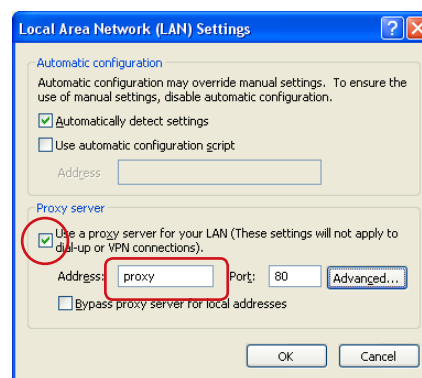 Local Area Network (LAN) Settings
Automatic configuration
Automatic configuration may override manual settings. To ensure the
use of manual settings, disable automatic configuration.
Automatically detect settings
Use automatic configuration script
Address
Proxy server
Use a proxy server for your LAN (These settings will not apply to
dial-up or VPN connections).
Address: proxy Port: 80 Advanced...
Bypass proxy server for local addresses
OK Cancel